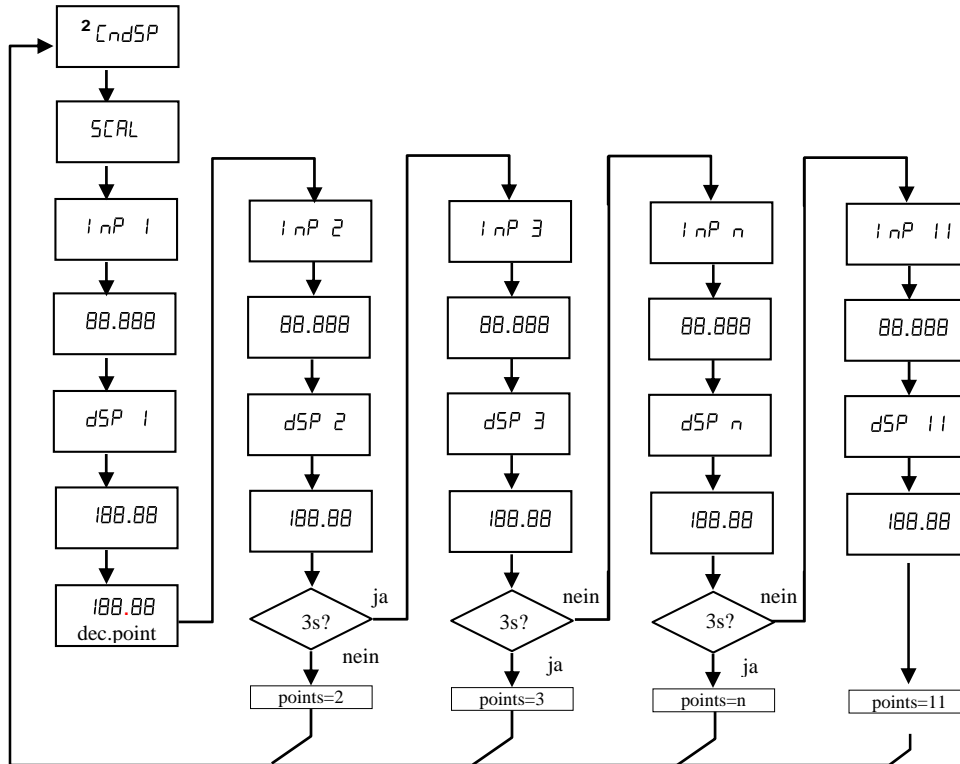 ² CndSP
SCAL
InP 1
88.888
dSP 1
188.88
188.88
dec.point
InP 2
88.888
dSP 2
188.88
3s?
ja
nein
points=2
InP 3
88.888
dSP 3
188.88
3s?
nein
ja
points=3
InP n
88.888
dSP n
188.88
3s?
nein
ja
points=n
InP 11
88.888
dSP 11
188.88
points=11